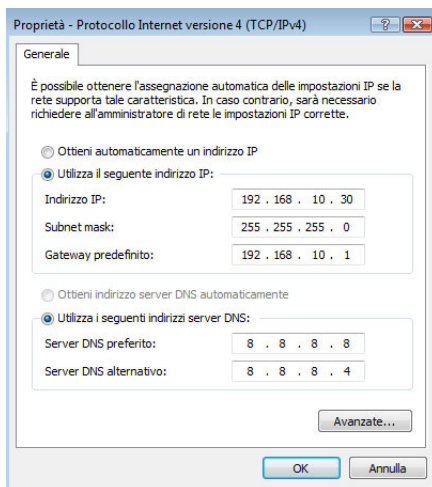 Proprietà - Protocollo Internet versione 4 (TCP/IPv4)
Generale
È possibile ottenere l'assegnazione automatica delle impostazioni IP se la
rete supporta tale caratteristica. In caso contrario, sarà necessario
richiedere all'amministratore di rete le impostazioni IP corrette.
Ottieni automaticamente un indirizzo IP
Utilizza il seguente indirizzo IP:
Indirizzo IP: 192 . 168 . 10 . 30
Subnet mask: 255 . 255 . 255 . 0
Gateway predefinito: 192 . 168 . 10 . 1
Ottieni indirizzo server DNS automaticamente
Utilizza i seguenti indirizzi server DNS:
Server DNS preferito: 8 . 8 . 8 . 8
Server DNS alternativo: 8 . 8 . 8 . 4
Avanzate...
OK Annulla